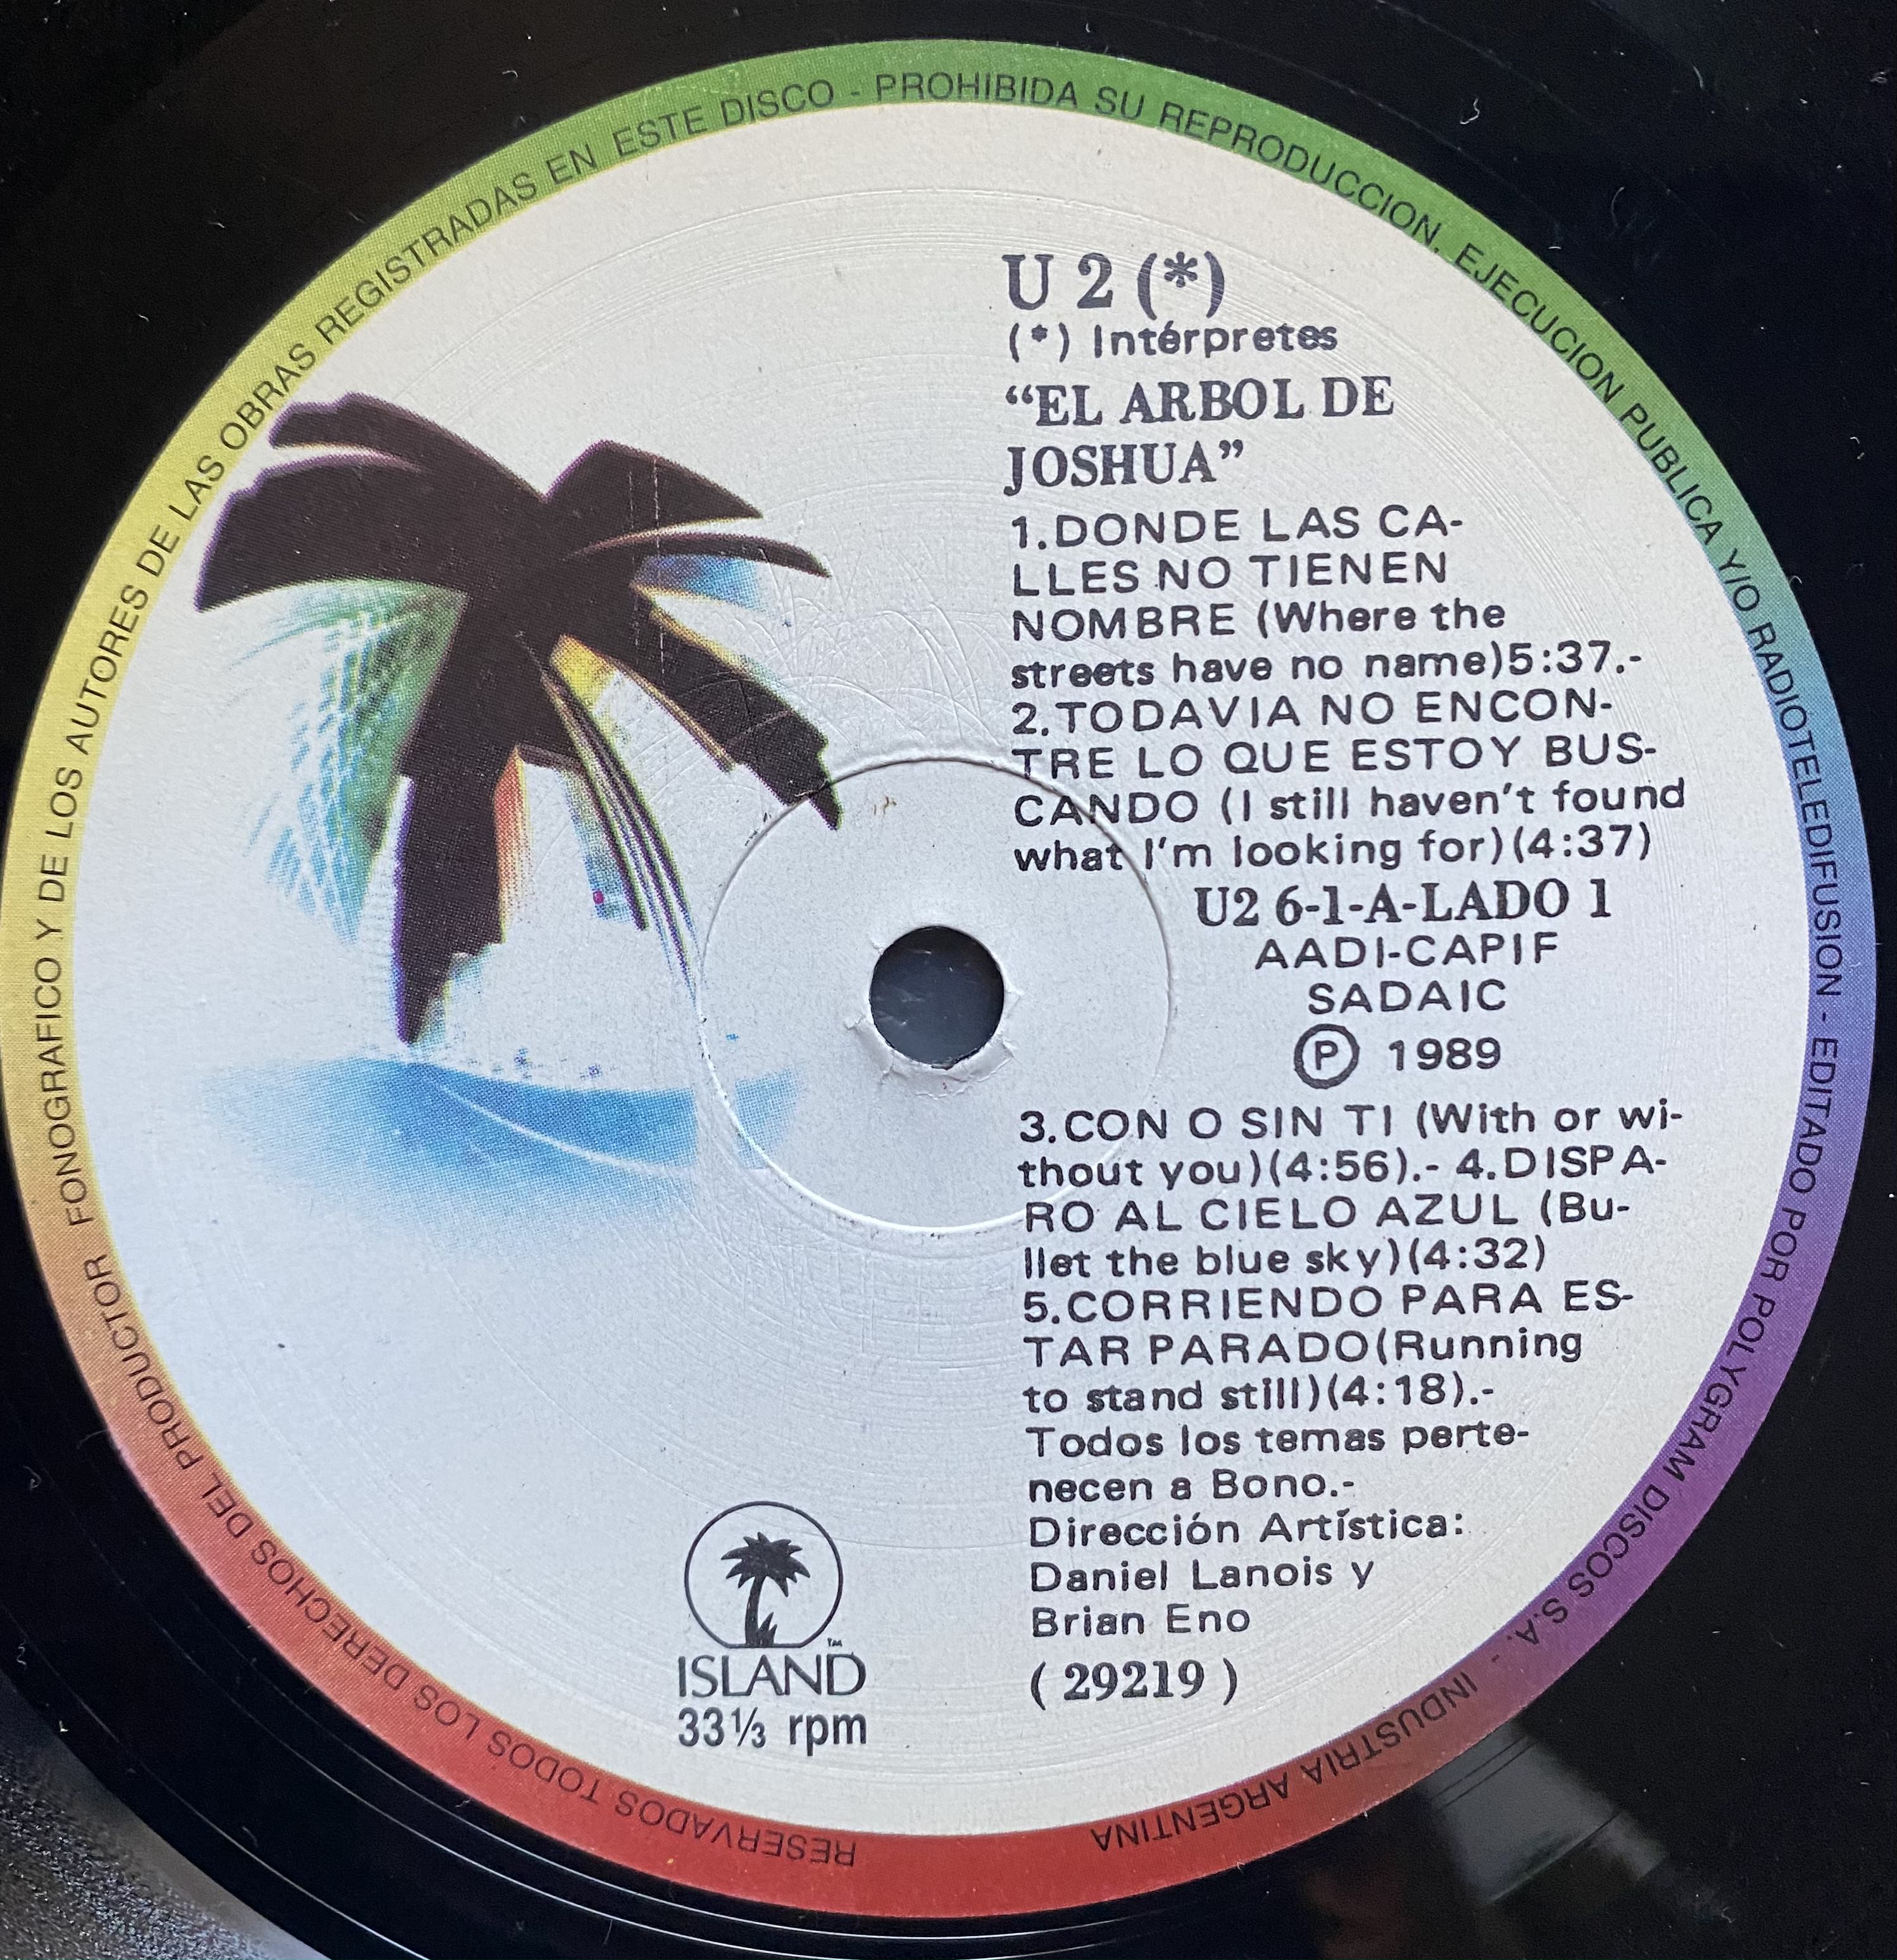 RESERVADOS TODOS LOS DERECHOS DEL PRODUCTOR FONOGRAFICO Y DE LOS AUTORES DE LAS OBRAS REGISTRADAS EN ESTE DISCO - PROHIBIDA SU REPRODUCCION, EJECUCION PUBLICA Y/O RADIOTELEDIFUSION - EDITADO POR POLYGRAM DISCOS S.A. - INDUSTRIA ARGENTINA
U 2 (*)
(*) Intérpretes
“EL ARBOL DE
JOSHUA”
1.DONDE LAS CA-
LLES NO TIENEN
NOMBRE (Where the
streets have no name)5:37.-
2.TODAVIA NO ENCON-
TRE LO QUE ESTOY BUS-
CANDO (I still haven't found
what I'm looking for)(4:37)
U2 6-1-A-LADO 1
AADI-CAPIF
SADAIC
Ⓟ 1989
3.CON O SIN TI (With or wi-
thout you)(4:56).- 4.DISPA-
RO AL CIELO AZUL (Bu-
llet the blue sky)(4:32)
5.CORRIENDO PARA ES-
TAR PARADO(Running
to stand still)(4:18).-
Todos los temas perte-
necen a Bono.-
Dirección Artística:
Daniel Lanois y
Brian Eno
(29219)
TM
ISLAND
33⅓ rpm